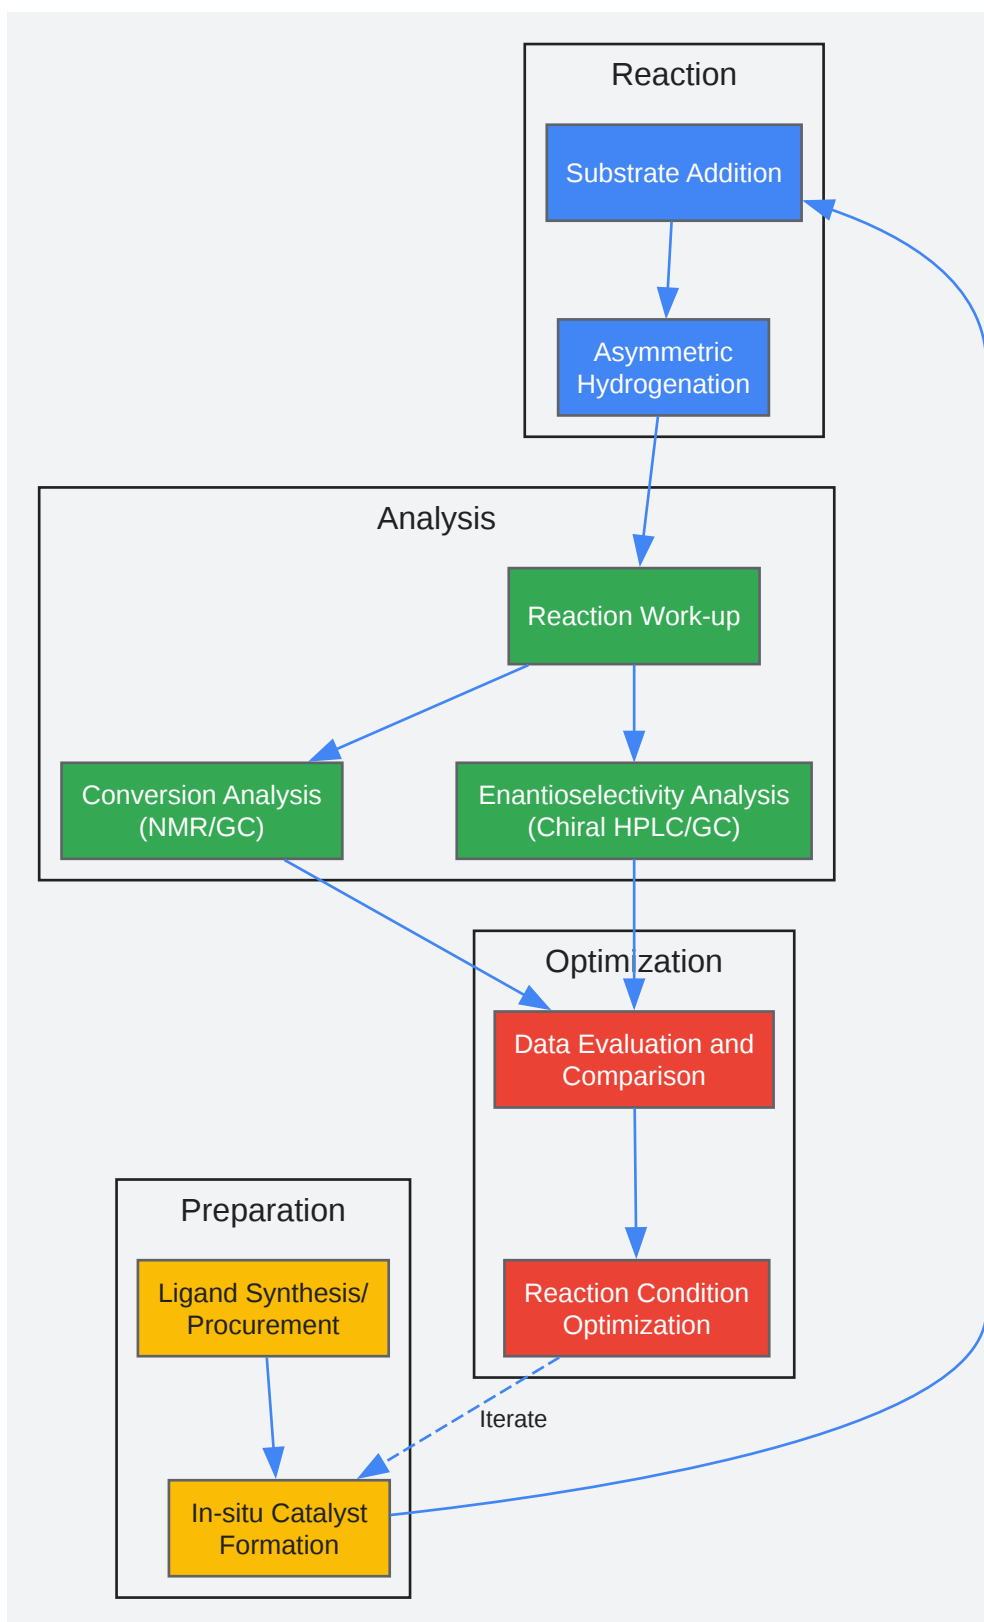 Reaction
Substrate Addition
Asymmetric
Hydrogenation
Analysis
Reaction Work-up
Conversion Analysis
(NMR/GC)
Enantioselectivity Analysis
(Chiral HPLC/GC)
Optimization
Data Evaluation and
Comparison
Preparation
Ligand Synthesis/
Procurement
Reaction Condition
Optimization
Iterate
In-situ Catalyst
Formation